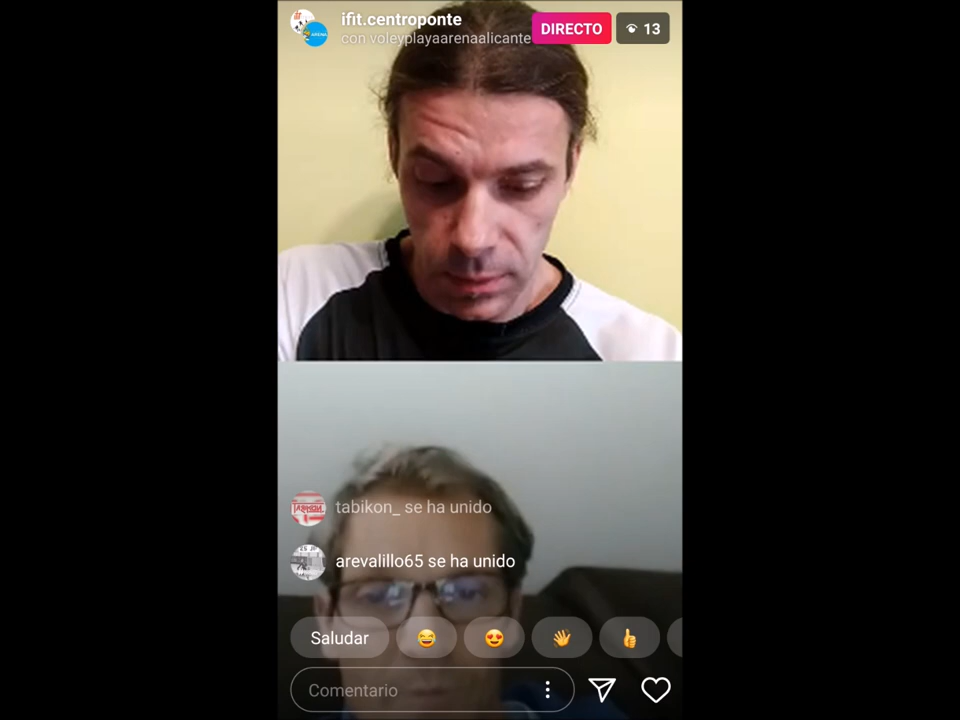 ifit.centroponte
con voleyplayaarenaalicante
DIRECTO
13
tabikon_ se ha unido
arevalillo65 se ha unido
Saludar
Comentario